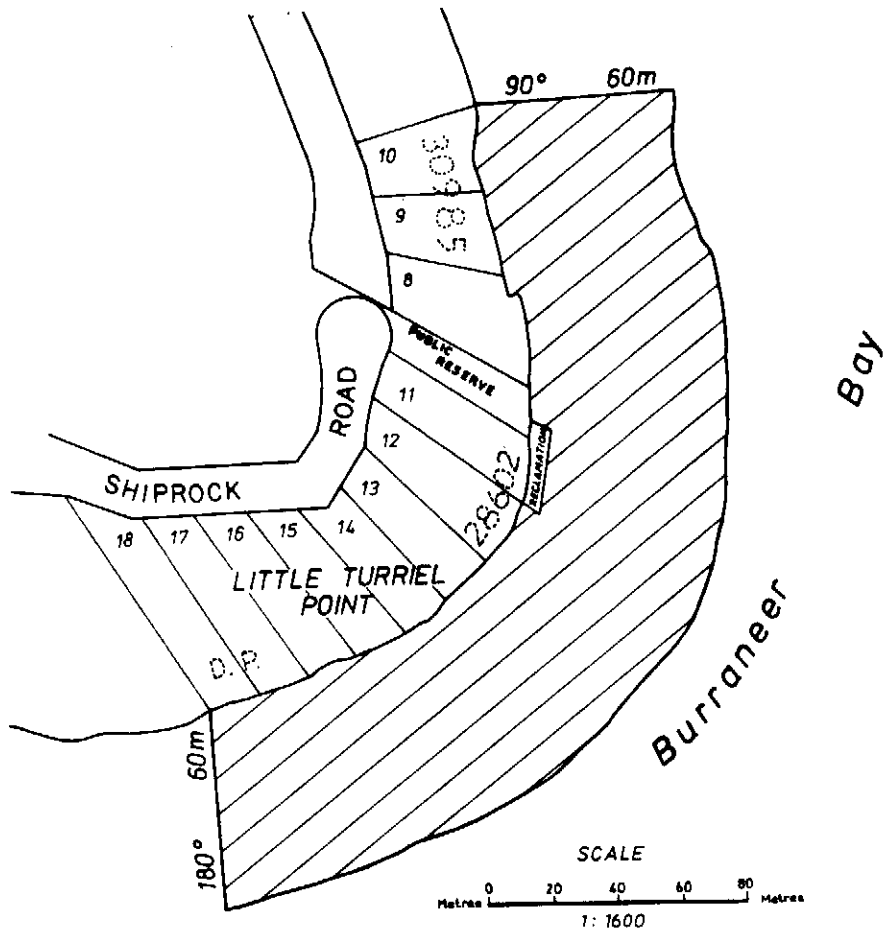 90° 60m
10
30987
9
8
PUBLIC
RESERVE
Bay
ROAD
11
12
RECLAMATION
28602
SHIPROCK
13
18 17 16 15 14
LITTLE TURRIEL
POINT
D.P.
Burraneer
60m
180°
SCALE
Metres 0 20 40 60 80 Metres
1:1600